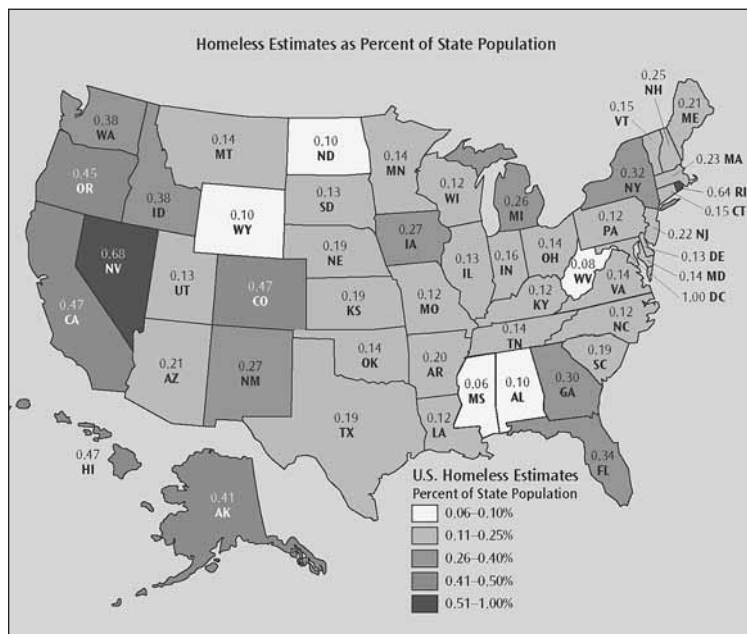 Homeless Estimates as Percent of State Population
0.38
WA
0.45
OR
0.47
CA
0.68
NV
0.38
ID
0.14
MT
0.10
WY
0.13
UT
0.21
AZ
0.47
CO
0.27
NM
0.10
ND
0.13
SD
0.19
NE
0.19
KS
0.14
OK
0.19
TX
0.14
MN
0.27
IA
0.12
MO
0.20
AR
0.12
LA
0.12
WI
0.13
IL
0.26
MI
0.16
IN
0.14
OH
0.12
KY
0.14
TN
0.06
MS
0.10
AL
0.30
GA
0.34
FL
0.19
SC
0.12
NC
0.14
VA
0.08
WV
0.12
PA
0.32
NY
0.15
VT
0.25
NH
0.21
ME
0.23 MA
0.64 RI
0.15 CT
0.22 NJ
0.13 DE
0.14 MD
1.00 DC
0.47
HI
0.41
AK
U.S. Homeless Estimates
Percent of State Population
0.06–0.10%
0.11–0.25%
0.26–0.40%
0.41–0.50%
0.51–1.00%